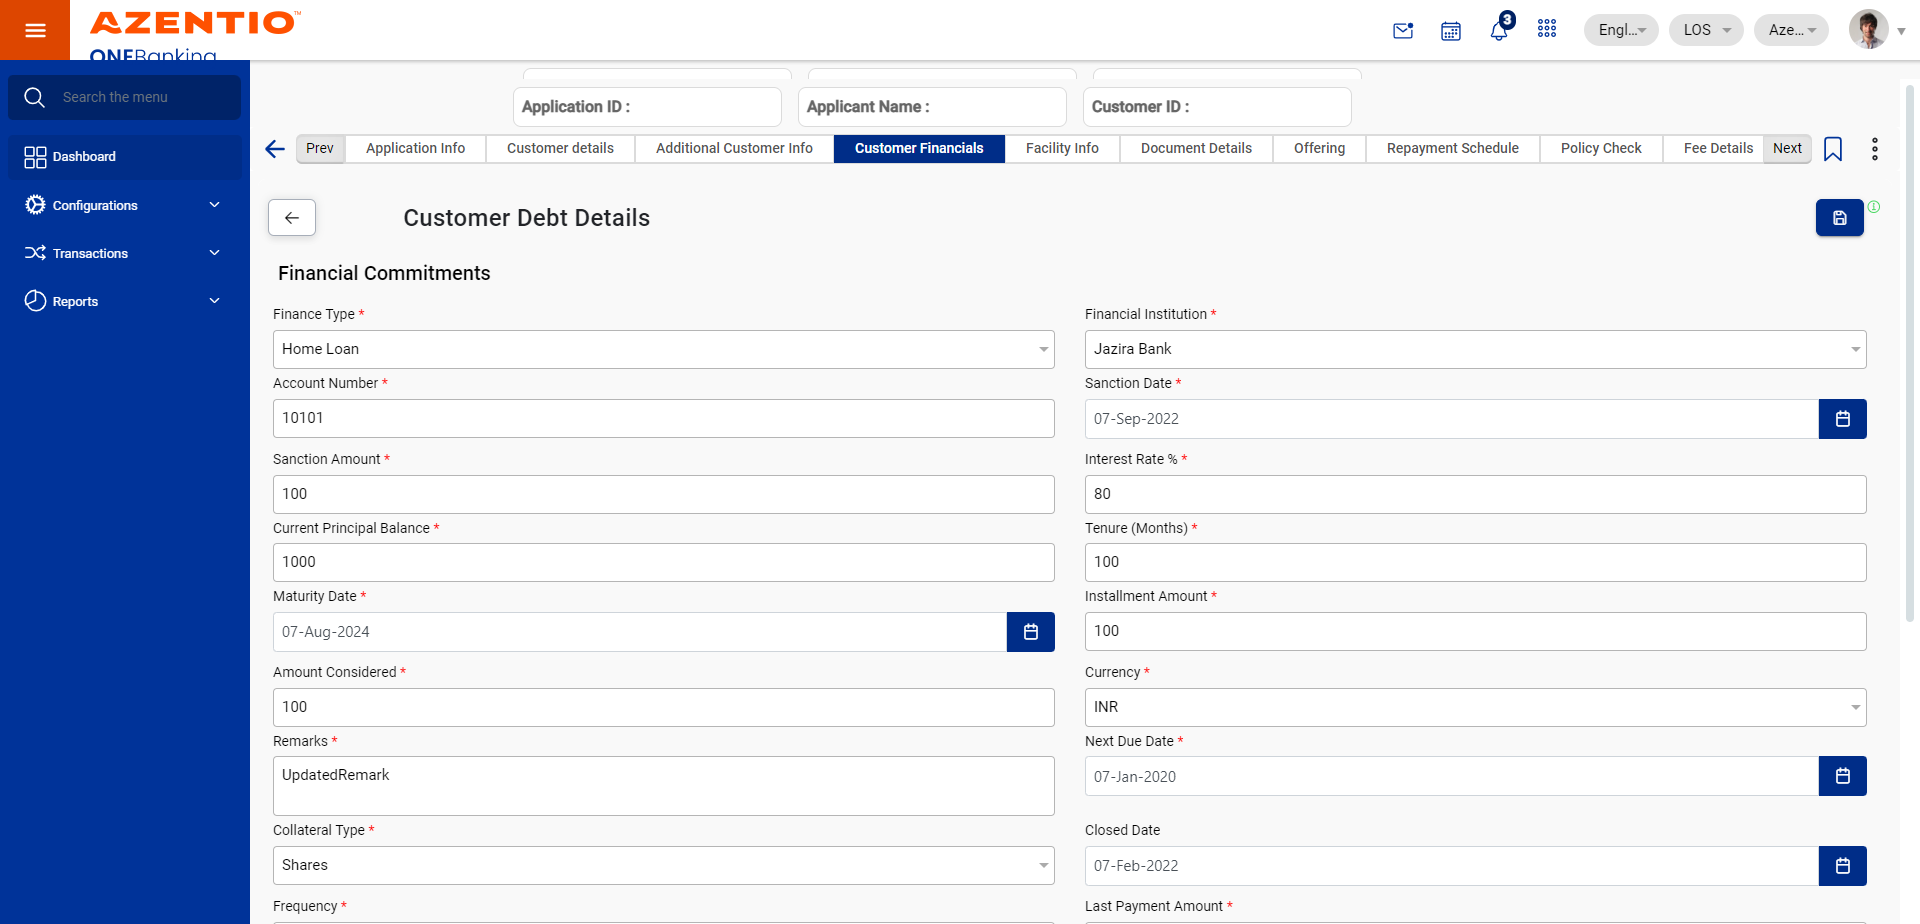 AZENTIO™
ONEBanking
3
Engl...
LOS
Aze...
Search the menu
Dashboard
Configurations
Transactions
Reports
Application ID :
Applicant Name :
Customer ID :
Prev
Application Info
Customer details
Additional Customer Info
Customer Financials
Facility Info
Document Details
Offering
Repayment Schedule
Policy Check
Fee Details
Next
Customer Debt Details
Financial Commitments
Finance Type *
Home Loan
Financial Institution *
Jazira Bank
Account Number *
10101
Sanction Date *
07-Sep-2022
Sanction Amount *
100
Interest Rate % *
80
Current Principal Balance *
1000
Tenure (Months) *
100
Maturity Date *
07-Aug-2024
Installment Amount *
100
Amount Considered *
100
Currency *
INR
Remarks *
UpdatedRemark
Next Due Date *
07-Jan-2020
Collateral Type *
Shares
Closed Date
07-Feb-2022
Frequency *
Last Payment Amount *